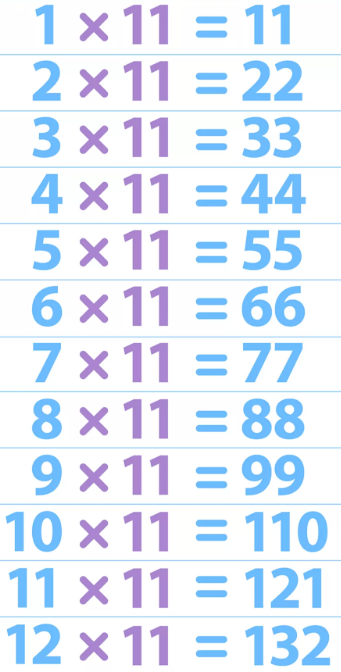 1 × 11 = 11
2 × 11 = 22
3 × 11 = 33
4 × 11 = 44
5 × 11 = 55
6 × 11 = 66
7 × 11 = 77
8 × 11 = 88
9 × 11 = 99
10 × 11 = 110
11 × 11 = 121
12 × 11 = 132